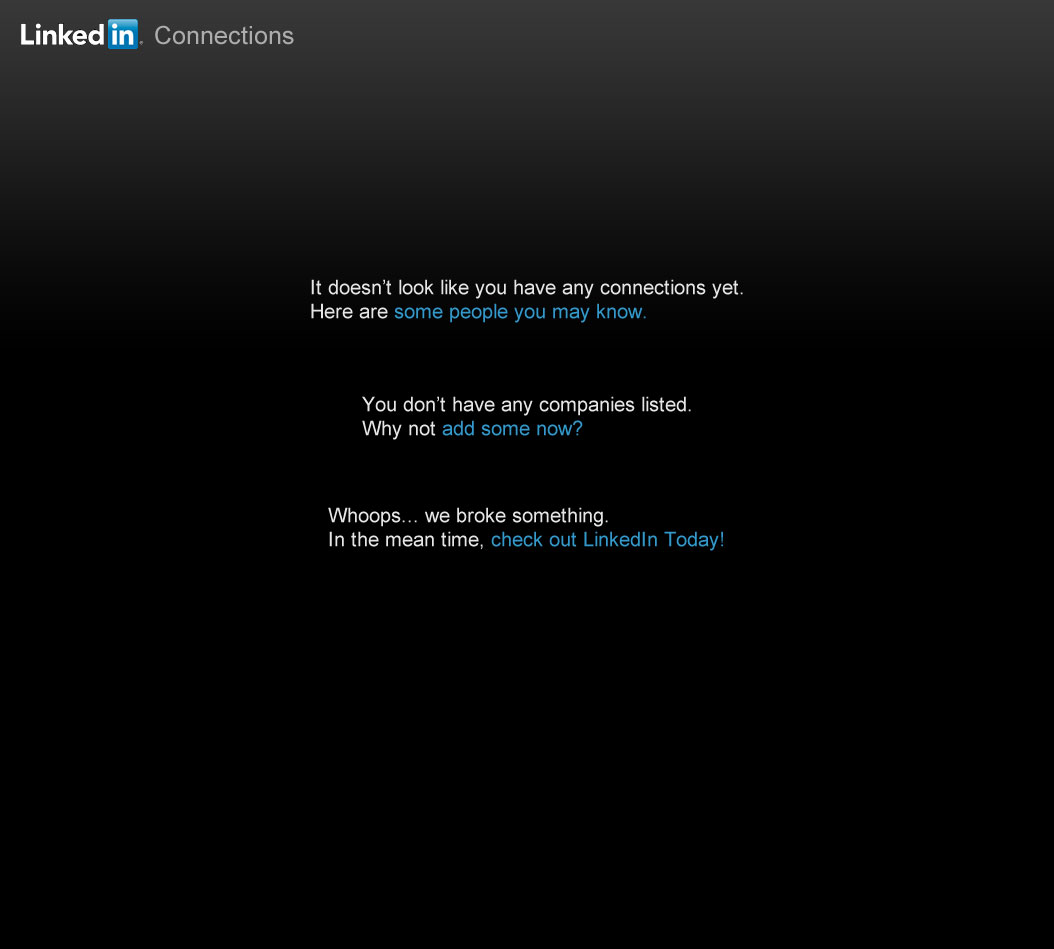 Linked in. Connections
It doesn't look like you have any connections yet.
Here are some people you may know.
You don't have any companies listed.
Why not add some now?
Whoops... we broke something.
In the mean time, check out LinkedIn Today!